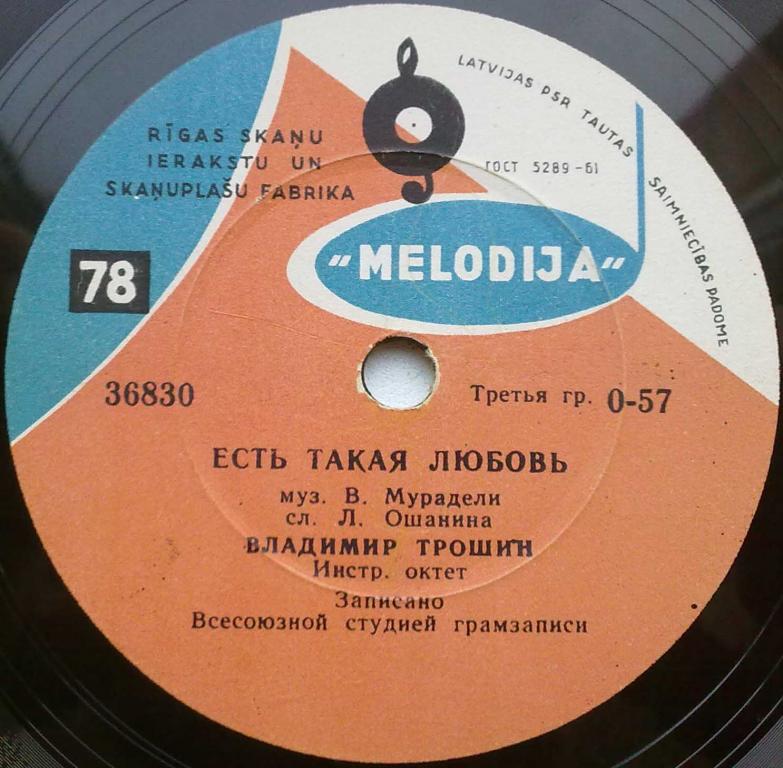 LATVIJAS PSR TAUTAS SAIMNIECĪBAS PADOME
RĪGAS SKAŅU
IERAKSTU UN
SKAŅUPLAŠU FABRIKA
ГОСТ 5289-61
"MELODIJA"
78
36830
Третья гр. 0-57
ЕСТЬ ТАКАЯ ЛЮБОВЬ
муз. В. Мурадели
сл. Л. Ошанина
ВЛАДИМИР ТРОШИН
Инстр. октет
Записано
Всесоюзной студией грамзаписи